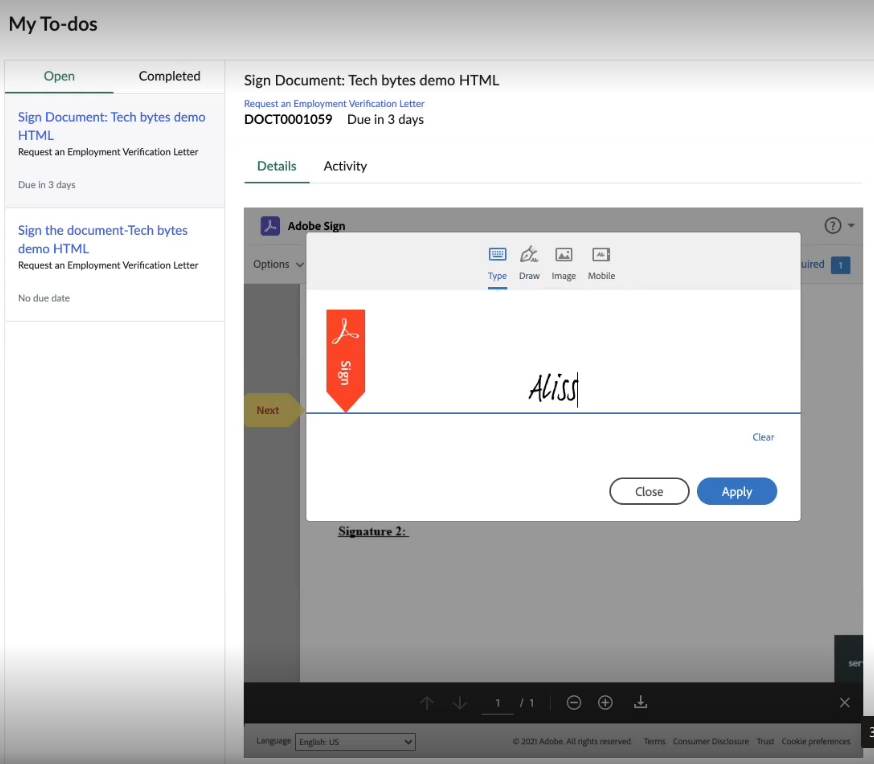 My To-dos
Open
Completed
Sign Document: Tech bytes demo
HTML
Request an Employment Verification Letter
Due in 3 days
Sign the document-Tech bytes
demo HTML
Request an Employment Verification Letter
No due date
Sign Document: Tech bytes demo HTML
Request an Employment Verification Letter
DOCT0001059 Due in 3 days
Details
Activity
Adobe Sign
?
Options
uired 1
Type
Draw
Image
Mobile
Sign
Aliss
Next
Clear
Close
Apply
Signature 2:
ser
1 / 1
Language English: US
© 2021 Adobe. All rights reserved. Terms Consumer Disclosure Trust Cookie preferences
3